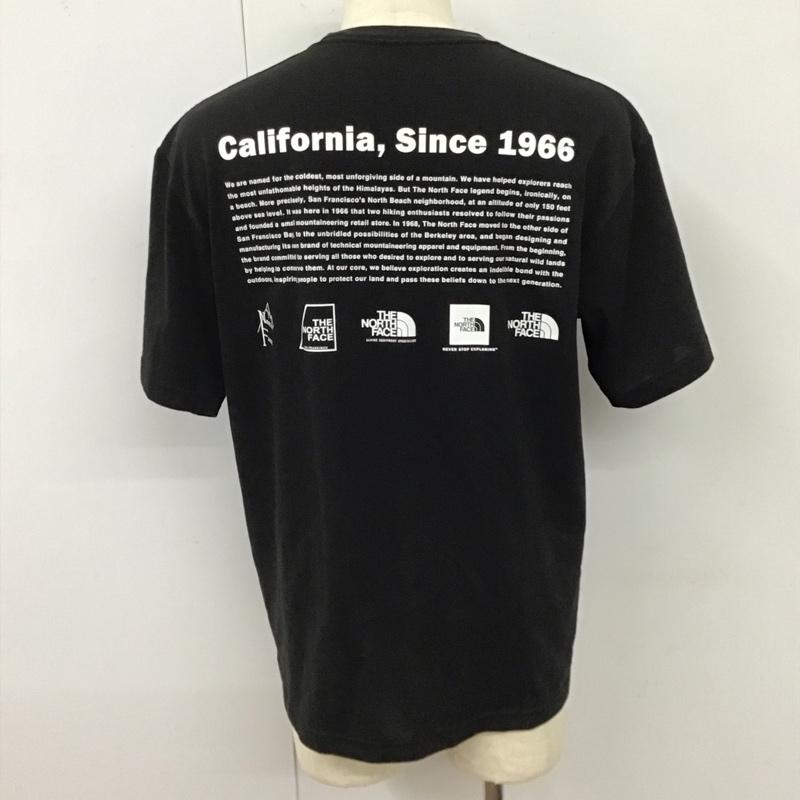 California, Since 1966
We are named for the coldest, most unforgiving side of a mountain. We have helped explorers reach
the most unfathomable heights of the Himalayas. But The North Face legend begins, ironically, on
a beach. More precisely, San Francisco's North Beach neighborhood, at an altitude of only 150 feet
above sea level. It was here in 1966 that two hiking enthusiasts resolved to follow their passions
and founded a small mountaineering retail store. In 1968, The North Face moved to the other side of
San Francisco Bay, to the unbridled possibilities of the Berkeley area, and began designing and
manufacturing its own brand of technical mountaineering apparel and equipment. From the beginning,
the brand committed to serving all those who desired to explore and to serving our natural wild lands
by helping to conserve them. At our core, we believe exploration creates an indelible bond with the
outdoors, inspiring people to protect our land and pass these beliefs down to the next generation.
THE
NORTH
FACE
THE
NORTH
FACE
ALPINE EQUIPMENT SPECIALIST
THE
NORTH
FACE
NEVER STOP EXPLORING™
THE
NORTH
FACE